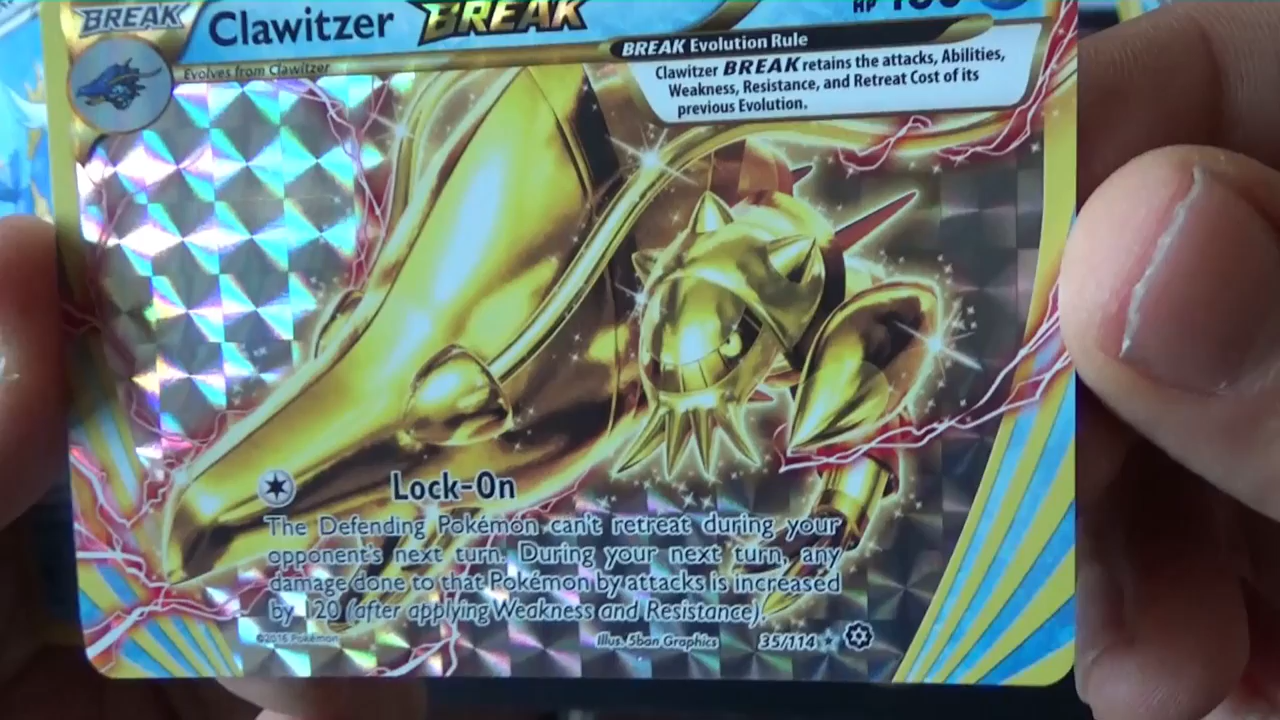 BREAK Clawitzer BREAK HP
Evolves from Clawitzer
BREAK Evolution Rule
Clawitzer BREAK retains the attacks, Abilities,
Weakness, Resistance, and Retreat Cost of its
previous Evolution.
Lock-On
The Defending Pokémon can't retreat during your
opponent's next turn. During your next turn, any
damage done to that Pokémon by attacks is increased
by 120 (after applying Weakness and Resistance).
©2016 Pokémon Illus. 5ban Graphics 35/114